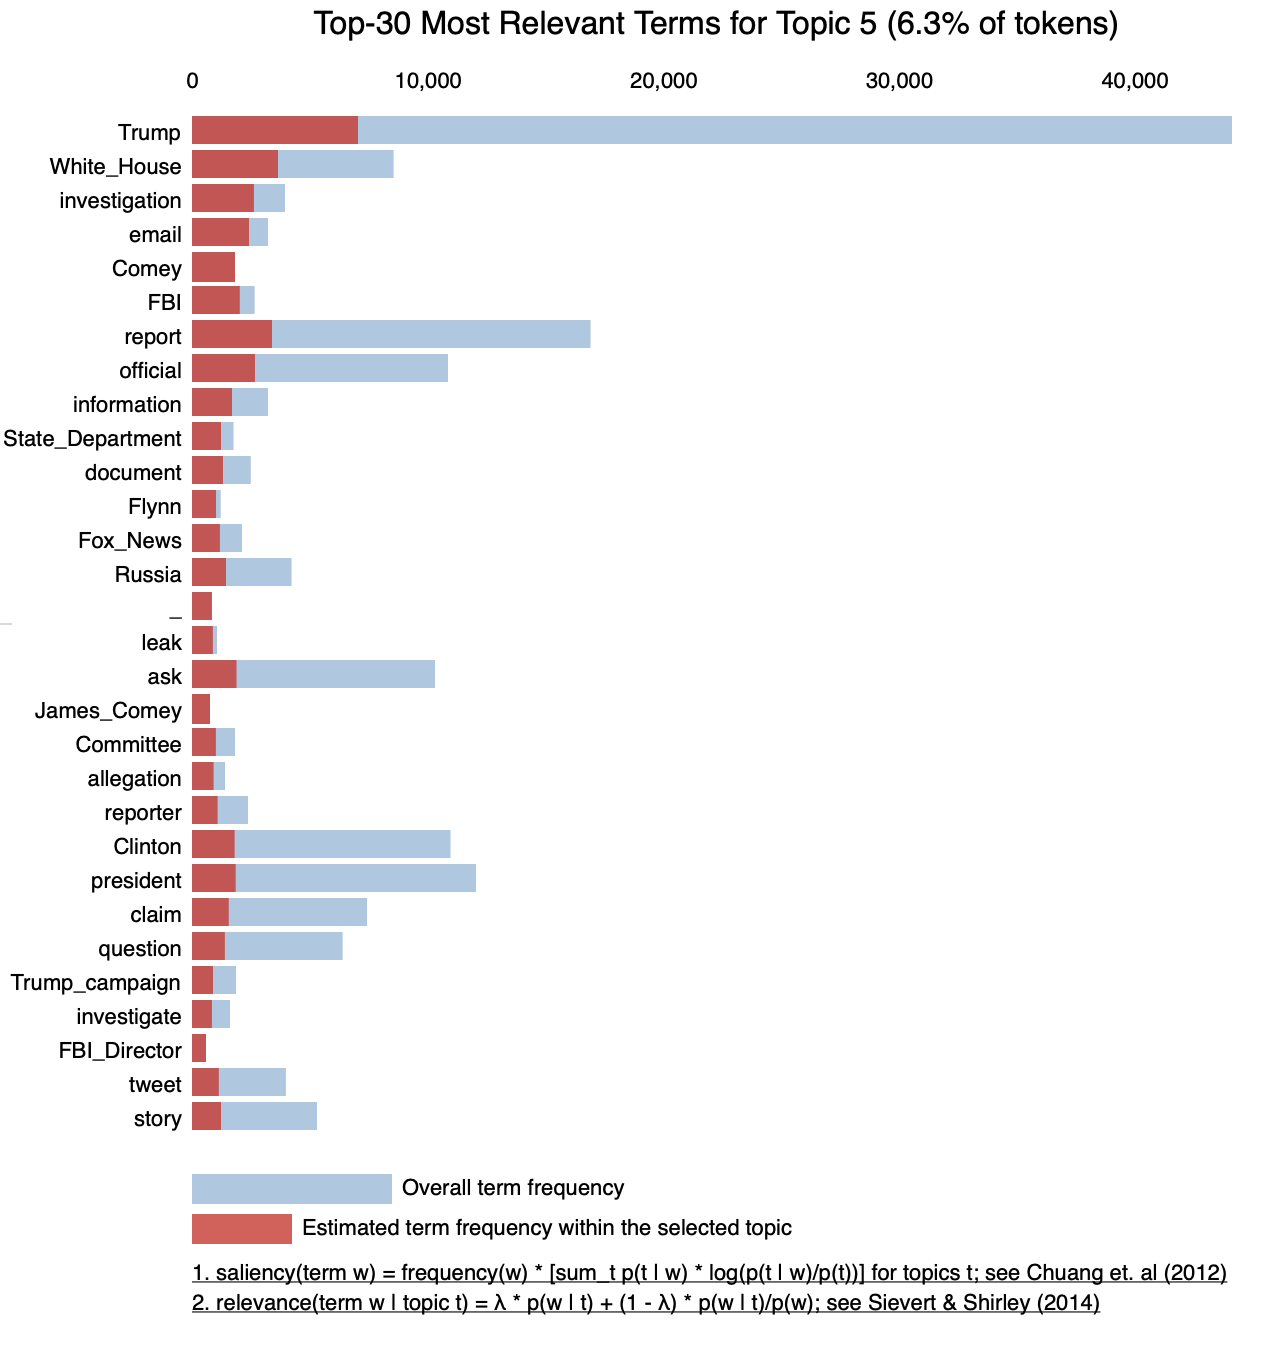 Top-30 Most Relevant Terms for Topic 5 (6.3% of tokens)
0 10,000 20,000 30,000 40,000
Trump
White_House
investigation
email
Comey
FBI
report
official
information
State_Department
document
Flynn
Fox_News
Russia
_
leak
ask
James_Comey
Committee
allegation
reporter
Clinton
president
claim
question
Trump_campaign
investigate
FBI_Director
tweet
story
Overall term frequency
Estimated term frequency within the selected topic
1. saliency(term w) = frequency(w) * [sum_t p(t | w) * log(p(t | w)/p(t))] for topics t; see Chuang et. al (2012)
2. relevance(term w | topic t) = λ * p(w | t) + (1 - λ) * p(w | t)/p(w); see Sievert & Shirley (2014)